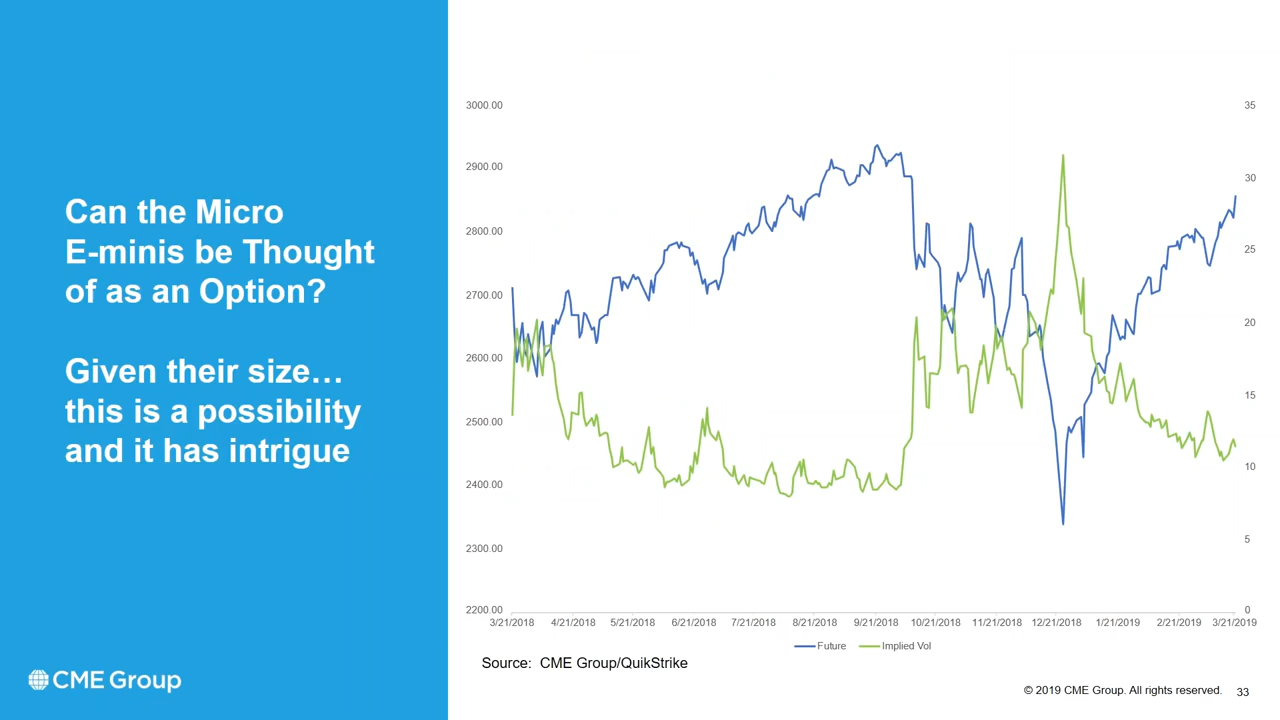 Can the Micro
E-minis be Thought
of as an Option?
Given their size…
this is a possibility
and it has intrigue
CME Group
3000.00
2900.00
2800.00
2700.00
2600.00
2500.00
2400.00
2300.00
2200.00
35
30
25
20
15
10
5
0
3/21/2018 4/21/2018 5/21/2018 6/21/2018 7/21/2018 8/21/2018 9/21/2018 10/21/2018 11/21/2018 12/21/2018 1/21/2019 2/21/2019 3/21/2019
Future Implied Vol
Source: CME Group/QuikStrike
© 2019 CME Group. All rights reserved. 33